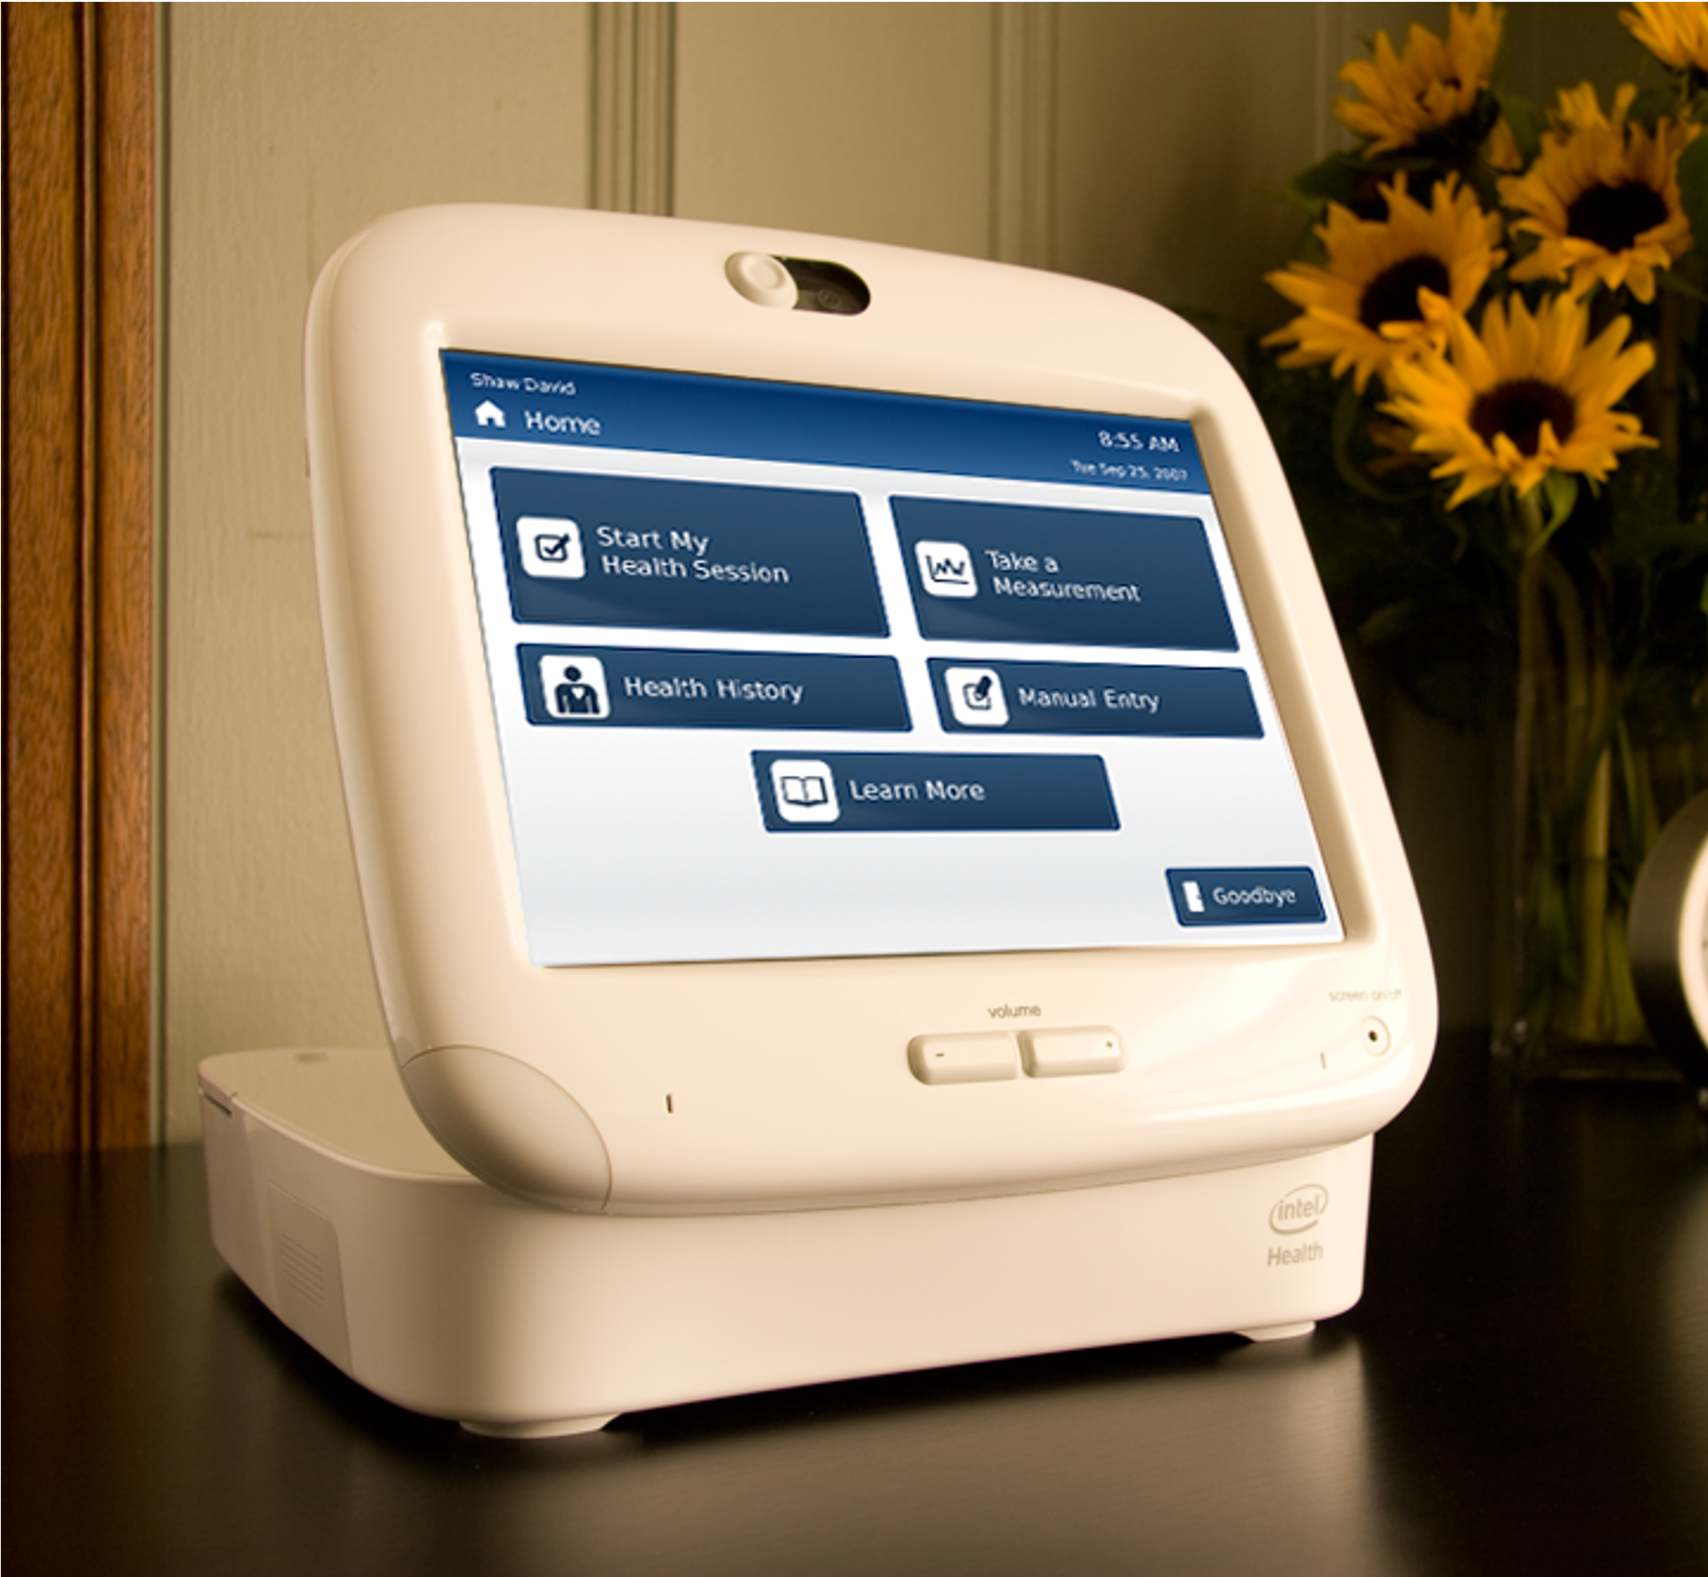 Shaw David
Home
8:55 AM
Tue Sep 25, 2007
Start My
Health Session
Take a
Measurement
Health History
Manual Entry
Learn More
Goodbye
volume
screen on/off
- +
intel
Health